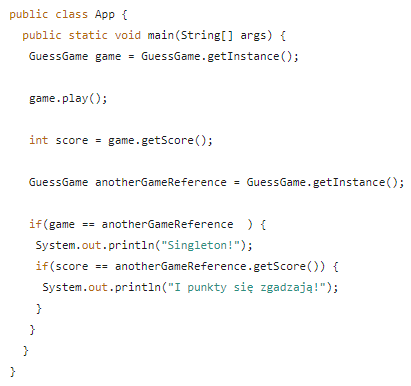 public class App {
public static void main(String[] args) {
GuessGame game = GuessGame.getInstance();
game.play();
int score = game.getScore();
GuessGame anotherGameReference = GuessGame.getInstance();
if(game == anotherGameReference  ) {
System.out.println("Singleton!");
if(score == anotherGameReference.getScore()) {
System.out.println("I punkty się zgadzają!");
}
}
}
}